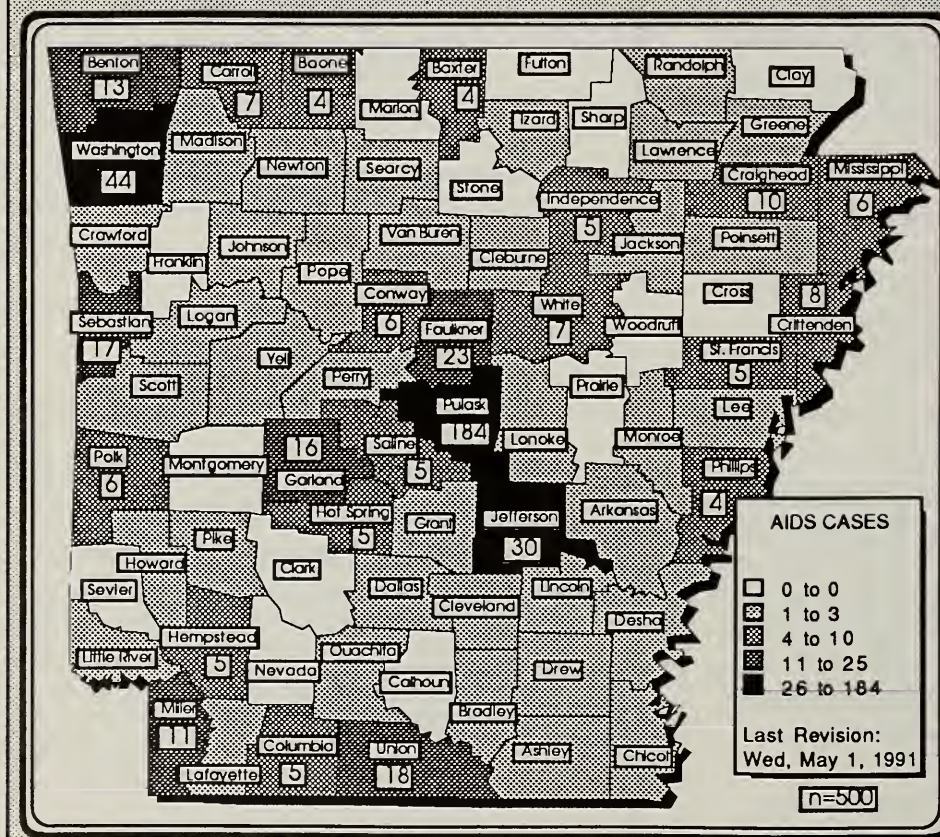 Benton
13
Carroll
7
Boone
4
Marion
Baxter
4
Fulton
Randolph
Clay
Izard
Sharp
Greene
Washington
44
Madison
Newton
Searcy
Stone
Lawrence
Craighead
10
Mississippi
6
Independence
5
Crawford
Franklin
Johnson
Van Buren
Cleburne
Jackson
Poinsett
Pope
Conway
6
White
7
Woodruff
Cross
8
Crittenden
Sebastian
17
Logan
Yell
Faulkner
23
St. Francis
5
Scott
Perry
Prairie
Lee
Pulask
184
Lonoke
Monroe
Polk
6
Montgomery
16
Garland
Saline
5
Phillips
4
Hot Spring
5
Grant
Jefferson
30
Arkansas
Pike
Howard
Clark
Sevier
Dallas
Cleveland
Lincoln
Desha
Hempstead
5
Little River
Nevada
Ouachita
Calhoun
Drew
Miller
11
Bradley
Columbia
5
Union
18
Ashley
Chicot
Lafayette
AIDS CASES
0 to 0
1 to 3
4 to 10
11 to 25
26 to 184
Last Revision:
Wed, May 1, 1991
n=500